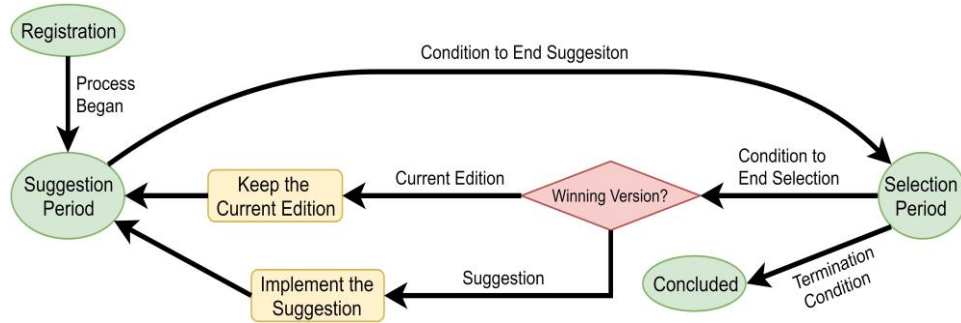 Registration
Process
Began
Condition to End Suggesiton
Suggestion
Period
Keep the
Current Edition
Current Edition
Winning Version?
Condition to
End Selection
Selection
Period
Implement the
Suggestion
Suggestion
Concluded
Termination
Condition